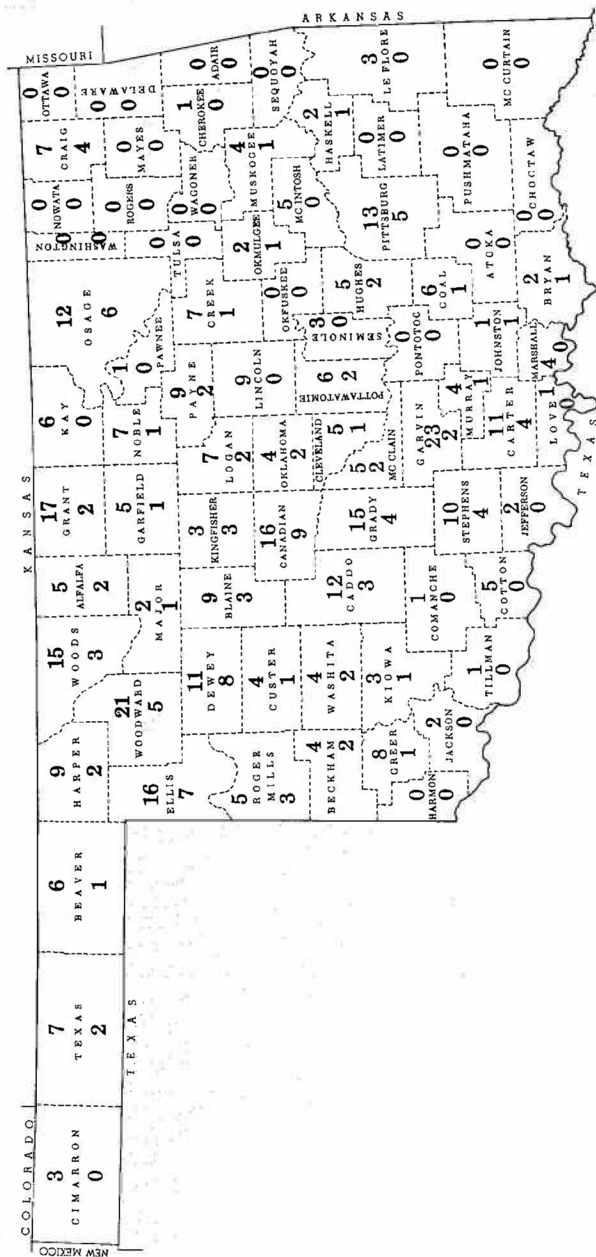 COLORADO
KANSAS
MISSOURI
NEW MEXICO
ARKANSAS
TEXAS
TEXAS
3
CIMARRON
0
7
TEXAS
2
6
BEAVER
1
9
HARPER
2
15
WOODS
3
5
ALFALFA
2
17
GRANT
2
6
KAY
0
12
OSAGE
6
0
WASHINGTON
0
0
NOWATA
0
7
CRAIG
4
0
OTTAWA
0
0
DELAWARE
0
16
ELLIS
7
21
WOODWARD
5
2
MAJOR
1
5
GARFIELD
1
7
NOBLE
1
1
PAWNEE
0
0
TULSA
0
0
ROGERS
0
0
MAYES
0
0
WAGONER
0
1
CHEROKEE
0
0
ADAIR
0
11
DEWEY
8
9
BLAINE
3
3
KINGFISHER
3
7
LOGAN
2
9
PAYNE
2
7
CREEK
1
2
OKMULGEE
1
4
MUSKOGEE
1
0
SEQUOYAH
0
5
ROGER
MILLS
3
4
CUSTER
1
16
CANADIAN
9
4
OKLAHOMA
2
9
LINCOLN
0
0
OKFUSKEE
0
5
MCINTOSH
0
2
HASKELL
1
4
BECKHAM
2
4
WASHITA
2
12
CADDO
3
15
GRADY
4
5
CLEVELAND
1
5
MC CLAIN
2
6
POTTAWATOMIE
2
3
SEMINOLE
0
5
HUGHES
2
13
PITTSBURG
5
0
LATIMER
0
3
LE FLORE
0
0
HARMON
0
8
GREER
1
3
KIOWA
1
2
JACKSON
0
1
COMANCHE
0
1
TILLMAN
0
5
COTTON
0
10
STEPHENS
4
2
JEFFERSON
0
GARVIN
23
2
4
MURRAY
1
11
CARTER
4
1
LOVE
0
0
PONTOTOC
0
1
JOHNSTON
1
MARSHALL
4
0
6
COAL
1
0
ATOKA
0
2
BRYAN
1
0
PUSHMATAHA
0
CHOCTAW
0
0
0
MC CURTAIN
0